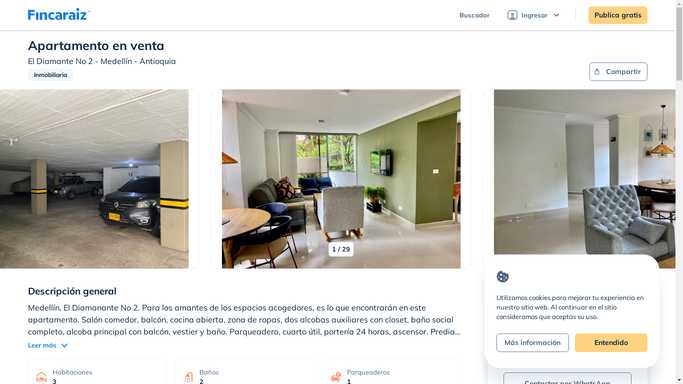 Fincaraiz
Buscador
Ingresar
Publica gratis
Apartamento en venta
El Diamante No 2 - Medellín - Antioquia
Inmobiliaria
Compartir
1 / 29
Descripción general
Medellín, El Diamanante No 2. Para los amantes de los espacios acogedores, es lo que encontrarán en este
apartamento. Salón comedor, balcón, cocina abierta, zona de ropas, dos alcobas auxiliares con closet, baño social
completo, alcoba principal con balcón, vestier y baño. Parqueadero, cuarto útil, portería 24 horas, ascensor. Predia...
Leer más
Habitaciones
3
Baños
2
Parqueaderos
1
Utilizamos cookies para mejorar tu experiencia en
nuestro sitio web. Al continuar en el sitio
consideramos que aceptas su uso.
Más información
Entendido
Contactar por WhatsApp